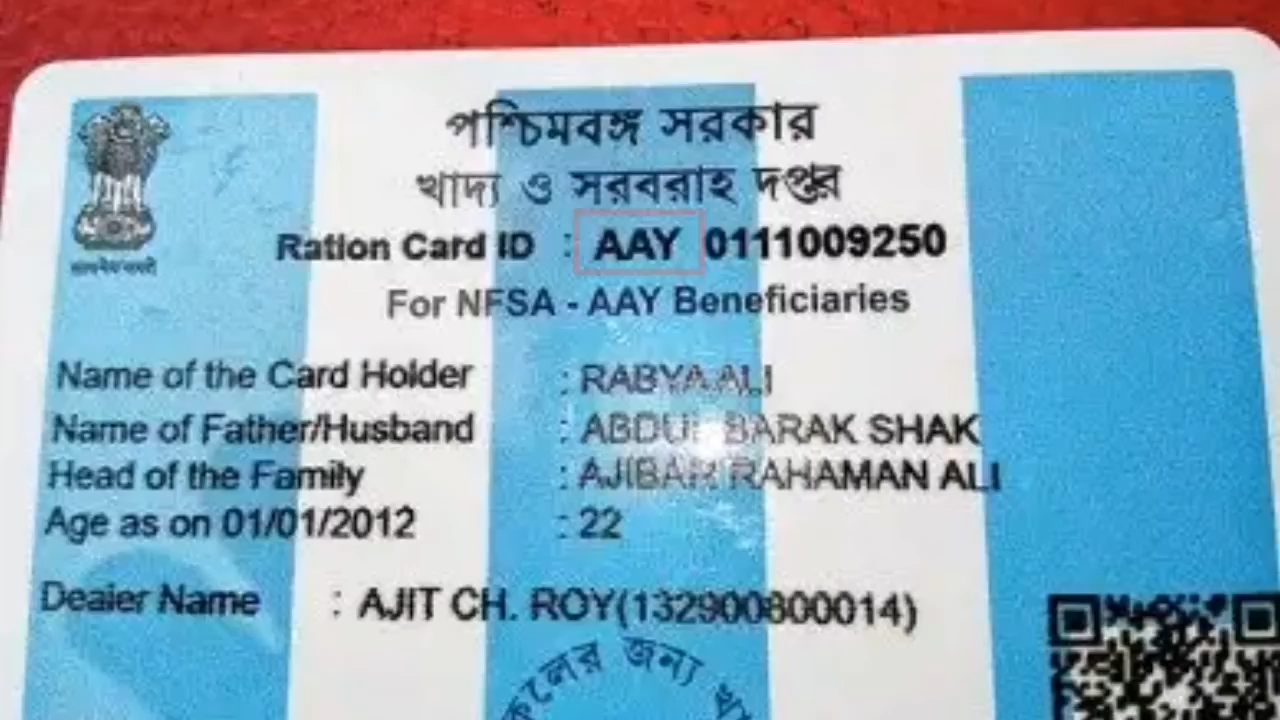 পশ্চিমবঙ্গ সরকার
খাদ্য ও সরবরাহ দপ্তর
Ration Card ID : AAY 0111009250
For NFSA - AAY Beneficiaries
Name of the Card Holder : RABYA ALI
Name of Father/Husband : ABDUL BARAK SHAK
Head of the Family : AJIBAR RAHAMAN ALI
Age as on 01/01/2012 : 22
Dealer Name : AJIT CH. ROY(132900800014)
জন্য